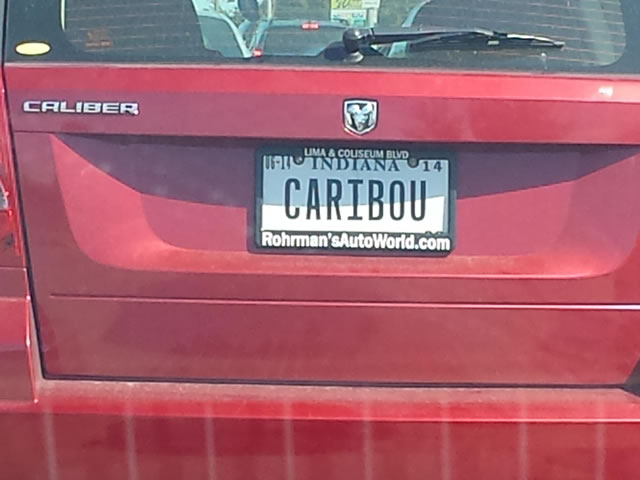 CALIBER
LIMA & COLISEUM BLVD
INDIANA 14
CARIBOU
Rohrman'sAutoWorld.com